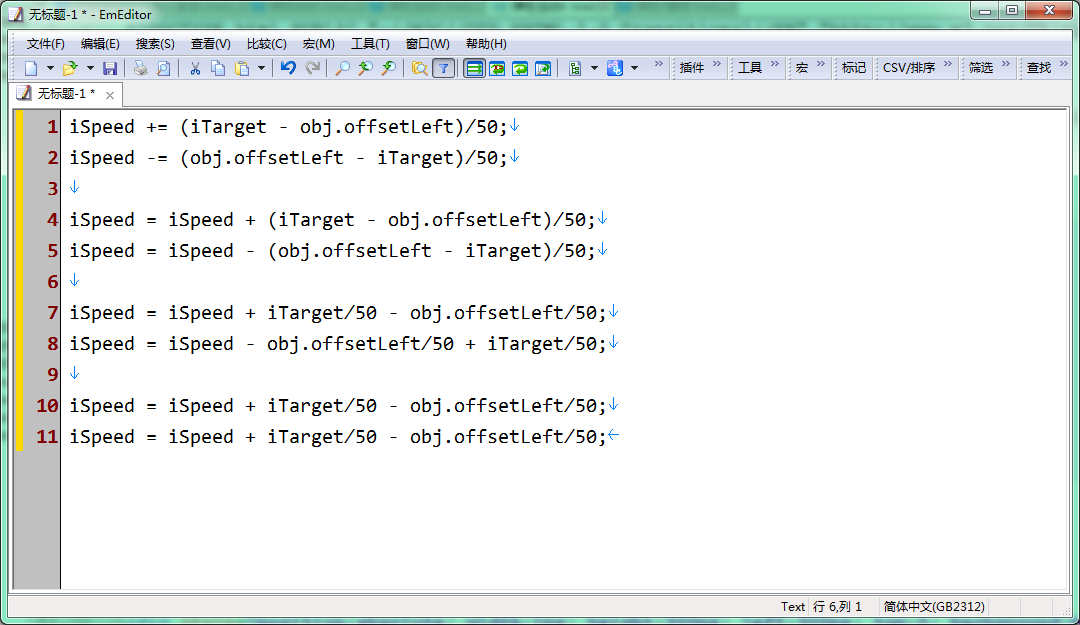 无标题-1 * - EmEditor
文件(F) 编辑(E) 搜索(S) 查看(V) 比较(C) 宏(M) 工具(T) 窗口(W) 帮助(H)
插件 » 工具 » 宏 » 标记 CSV/排序 » 筛选 » 查找 »
无标题-1 * ×
1 iSpeed += (iTarget - obj.offsetLeft)/50;↓
2 iSpeed -= (obj.offsetLeft - iTarget)/50;↓
3 ↓
4 iSpeed = iSpeed + (iTarget - obj.offsetLeft)/50;↓
5 iSpeed = iSpeed - (obj.offsetLeft - iTarget)/50;↓
6 ↓
7 iSpeed = iSpeed + iTarget/50 - obj.offsetLeft/50;↓
8 iSpeed = iSpeed - obj.offsetLeft/50 + iTarget/50;↓
9 ↓
10 iSpeed = iSpeed + iTarget/50 - obj.offsetLeft/50;↓
11 iSpeed = iSpeed + iTarget/50 - obj.offsetLeft/50;←
Text 行 6,列 1 简体中文(GB2312)